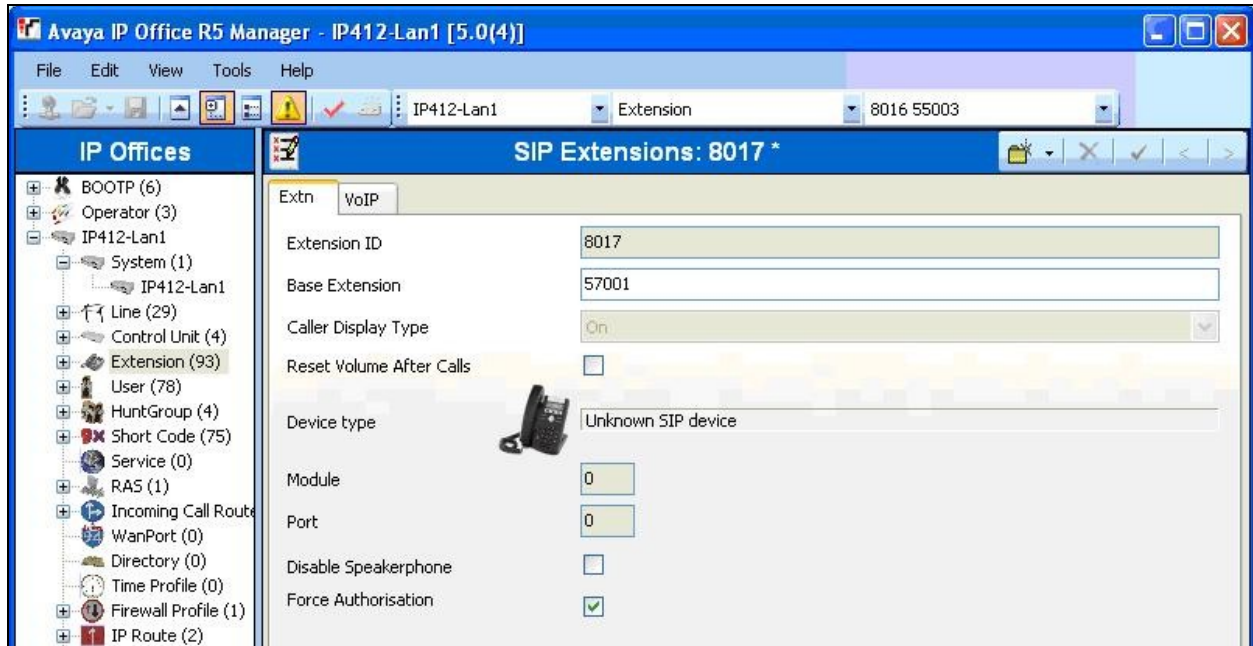 Avaya IP Office R5 Manager - IP412-Lan1 [5.0(4)]
File Edit View Tools Help
IP412-Lan1 Extension 8016 55003
IP Offices
BOOTP (6)
Operator (3)
IP412-Lan1
System (1)
IP412-Lan1
Line (29)
Control Unit (4)
Extension (93)
User (78)
HuntGroup (4)
Short Code (75)
Service (0)
RAS (1)
Incoming Call Route
WanPort (0)
Directory (0)
Time Profile (0)
Firewall Profile (1)
IP Route (2)
SIP Extensions: 8017 *
Extn VoIP
Extension ID 8017
Base Extension 57001
Caller Display Type On
Reset Volume After Calls
Device type Unknown SIP device
Module 0
Port 0
Disable Speakerphone
Force Authorisation